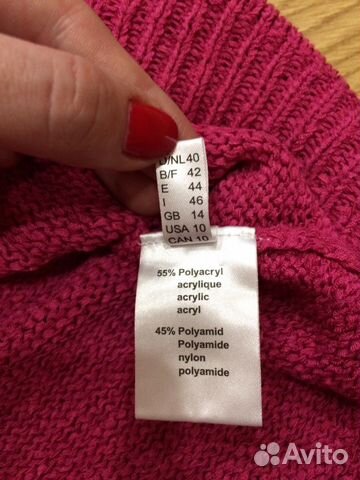 D/NL 40
B/F 42
E 44
I 46
GB 14
USA 10
CAN 10
55% Polyacryl
acrylique
acrylic
acryl
45% Polyamid
Polyamide
nylon
polyamide
Avito